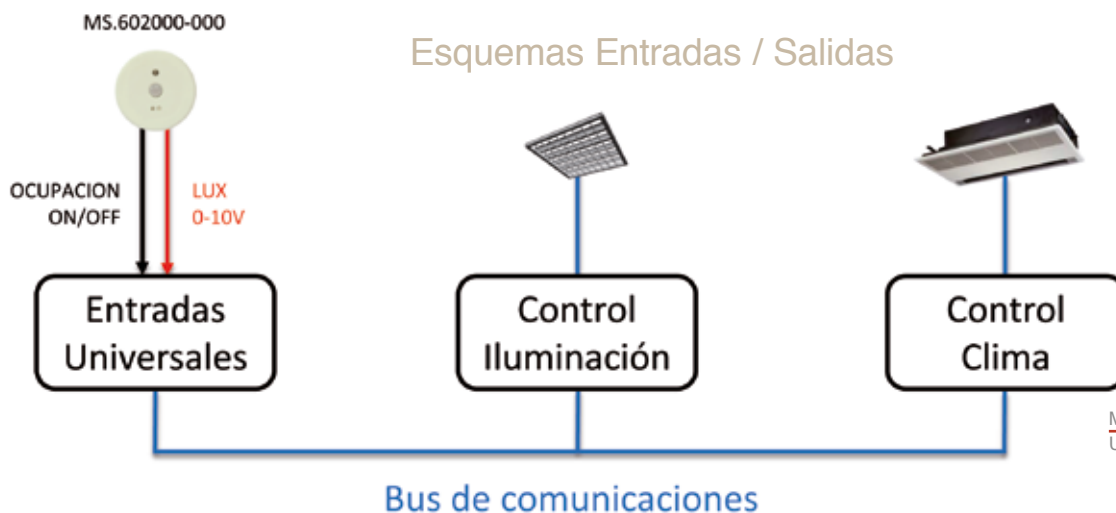 MS.602000-000
Esquemas Entradas / Salidas
OCUPACION
ON/OFF
LUX
0-10V
Entradas
Universales
Control
Iluminación
Control
Clima
Bus de comunicaciones